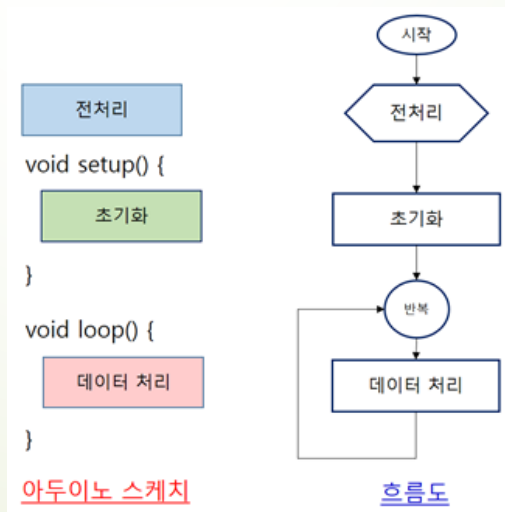 전처리
void setup() {
초기화
}
void loop() {
데이터 처리
}
아두이노 스케치
시작
전처리
초기화
반복
데이터 처리
흐름도